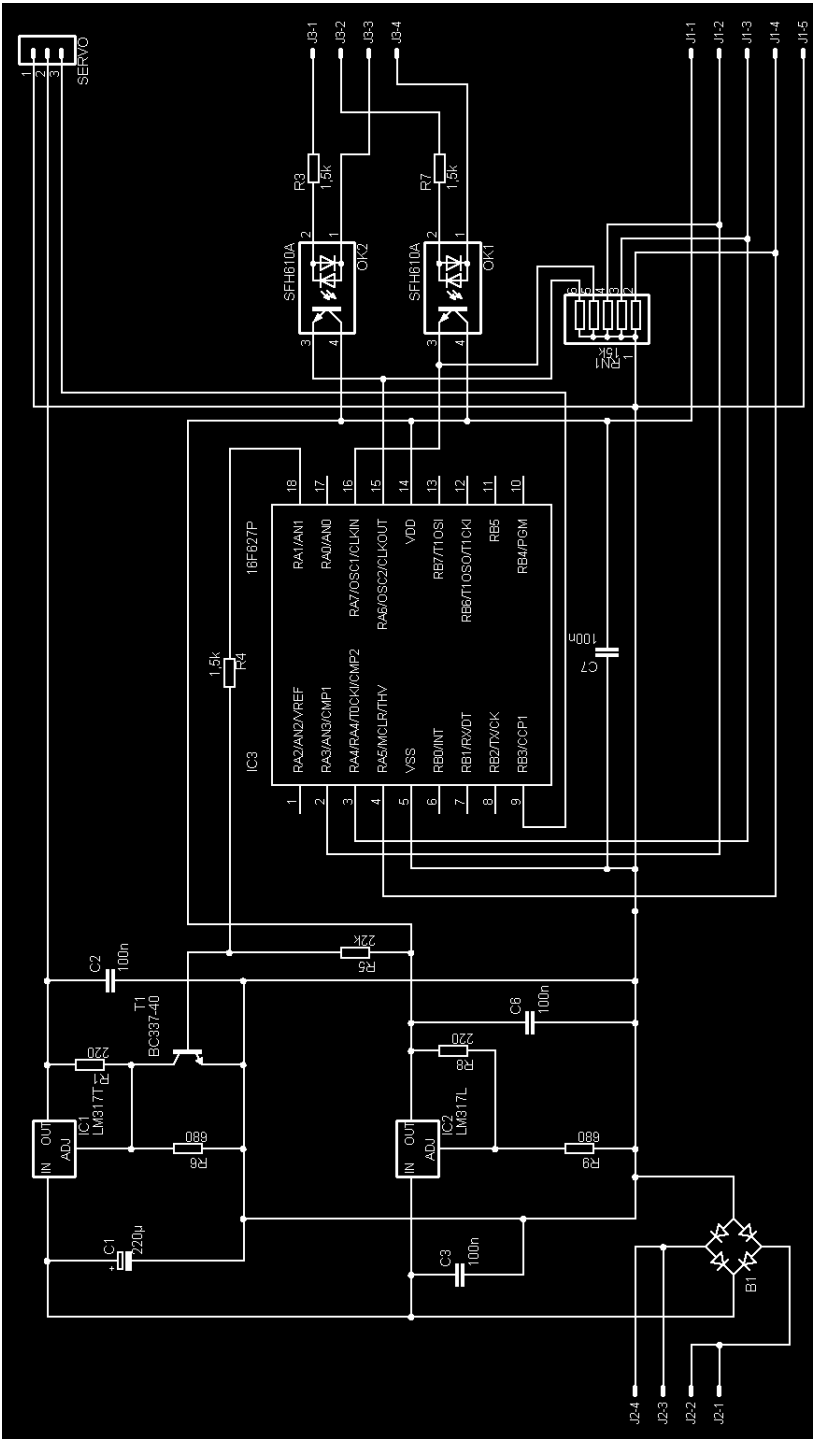 SERVO
1
2
3
J3-1
J3-2
J3-3
J3-4
J1-1
J1-2
J1-3
J1-4
J1-5
R3
1,5k
R7
1,5k
SFH610A
OK2
2
1
3
4
SFH610A
OK1
2
1
3
4
6
5
4
3
2
1
RN1
15k
16F627P
IC3
18
17
16
15
14
13
12
11
10
RA1/AN1
RA0/AN0
RA7/OSC1/CLKIN
RA6/OSC2/CLKOUT
VDD
RB7/T1OSI
RB6/T1OSO/T1CKI
RB5
RB4/PGM
RA2/AN2/VREF
RA3/AN3/CMP1
RA4/RA4/T0CKI/CMP2
RA5/MCLR/THV
VSS
RB0/INT
RB1/RX/DT
RB2/TX/CK
RB3/CCP1
1
2
3
4
5
6
7
8
9
R4
1,5k
C7
100n
R5
22k
C2
100n
T1
BC337-40
R1
220
C6
100n
R8
220
IC1
LM317T
IN
OUT
ADJ
IC2
LM317L
IN
OUT
ADJ
R6
680
R9
680
C1
+
220µ
C3
100n
B1
J2-4
J2-3
J2-2
J2-1